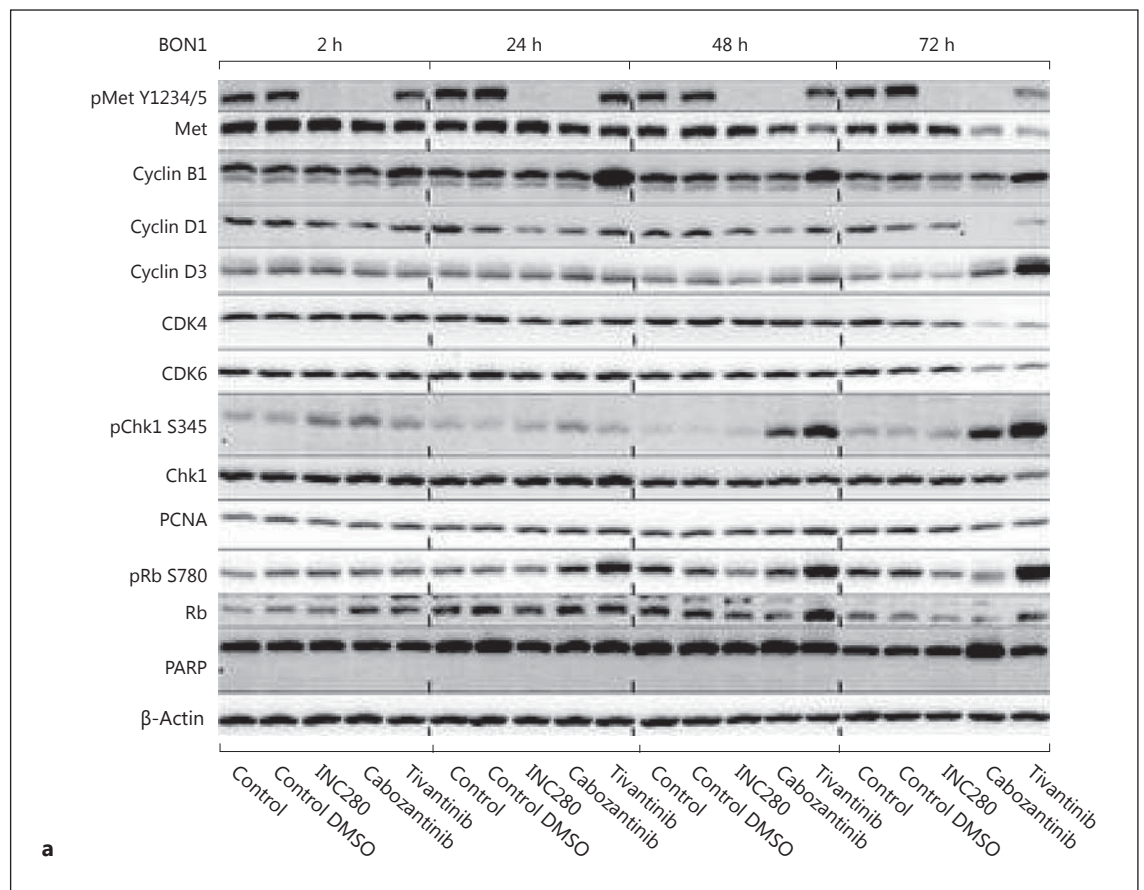 BON1 2 h 24 h 48 h 72 h
pMet Y1234/5
Met
Cyclin B1
Cyclin D1
Cyclin D3
CDK4
CDK6
pChk1 S345
Chk1
PCNA
pRb S780
Rb
PARP
β-Actin
Control
Control DMSO
INC280
Cabozantinib
Tivantinib
Control
Control DMSO
INC280
Cabozantinib
Tivantinib
Control
Control DMSO
INC280
Cabozantinib
Tivantinib
Control
Control DMSO
INC280
Cabozantinib
Tivantinib
a